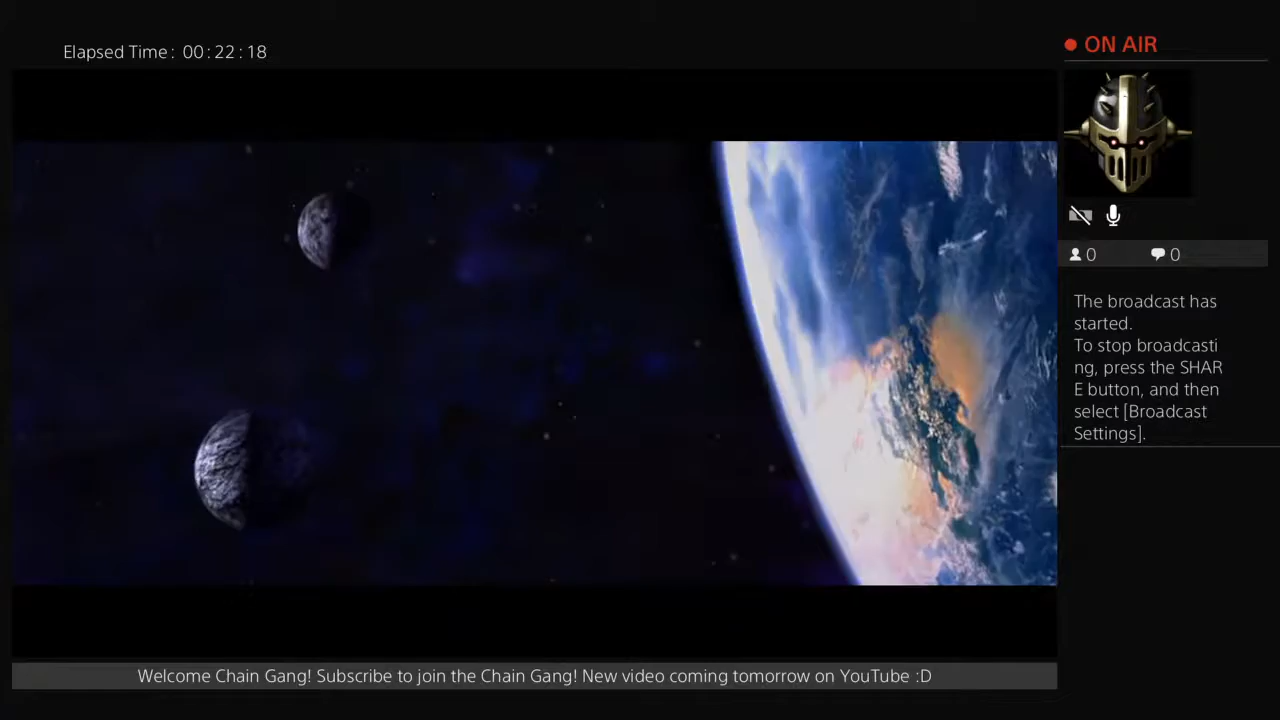 Elapsed Time: 00:22:18
ON AIR
0
0
The broadcast has
started.
To stop broadcasti
ng, press the SHAR
E button, and then
select [Broadcast
Settings].
Welcome Chain Gang! Subscribe to join the Chain Gang! New video coming tomorrow on YouTube :D